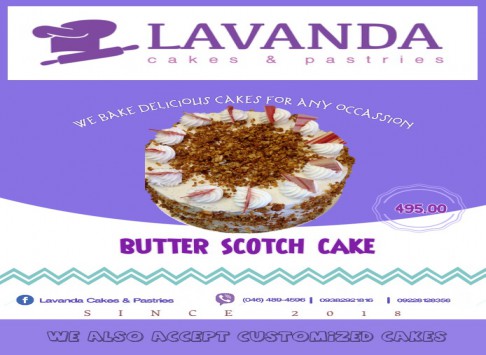 LAVANDA
cakes & pastries
WE BAKE DELICIOUS CAKES FOR ANY OCCASSION
495.00
BUTTER SCOTCH CAKE
Lavanda Cakes & Pastries (046) 489-4596 | 09382921816 | 09228128356
SINCE 2018
WE ALSO ACCEPT CUSTOMIZED CAKES